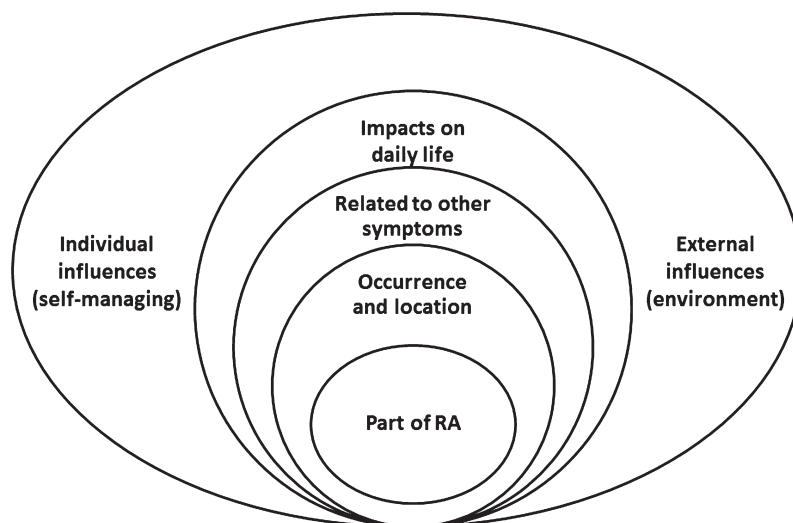 Impacts on
daily life
Related to other
symptoms
Individual
influences
(self-managing)
External
influences
(environment)
Occurrence
and location
Part of RA